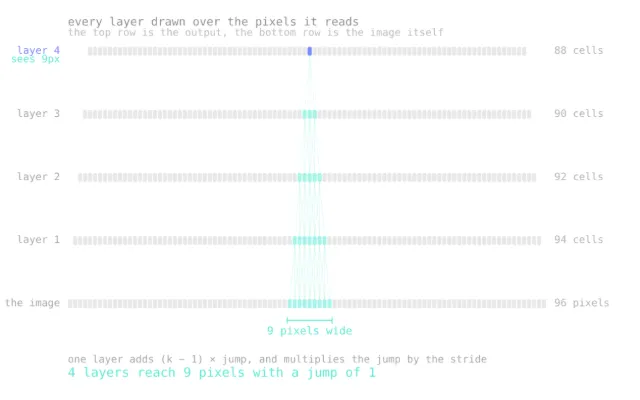 every layer drawn over the pixels it reads
the top row is the output, the bottom row is the image itself
layer 4 88 cells
sees 9px
layer 3 90 cells
layer 2 92 cells
layer 1 94 cells
the image 96 pixels
9 pixels wide
one layer adds (k − 1) × jump, and multiplies the jump by the stride
4 layers reach 9 pixels with a jump of 1